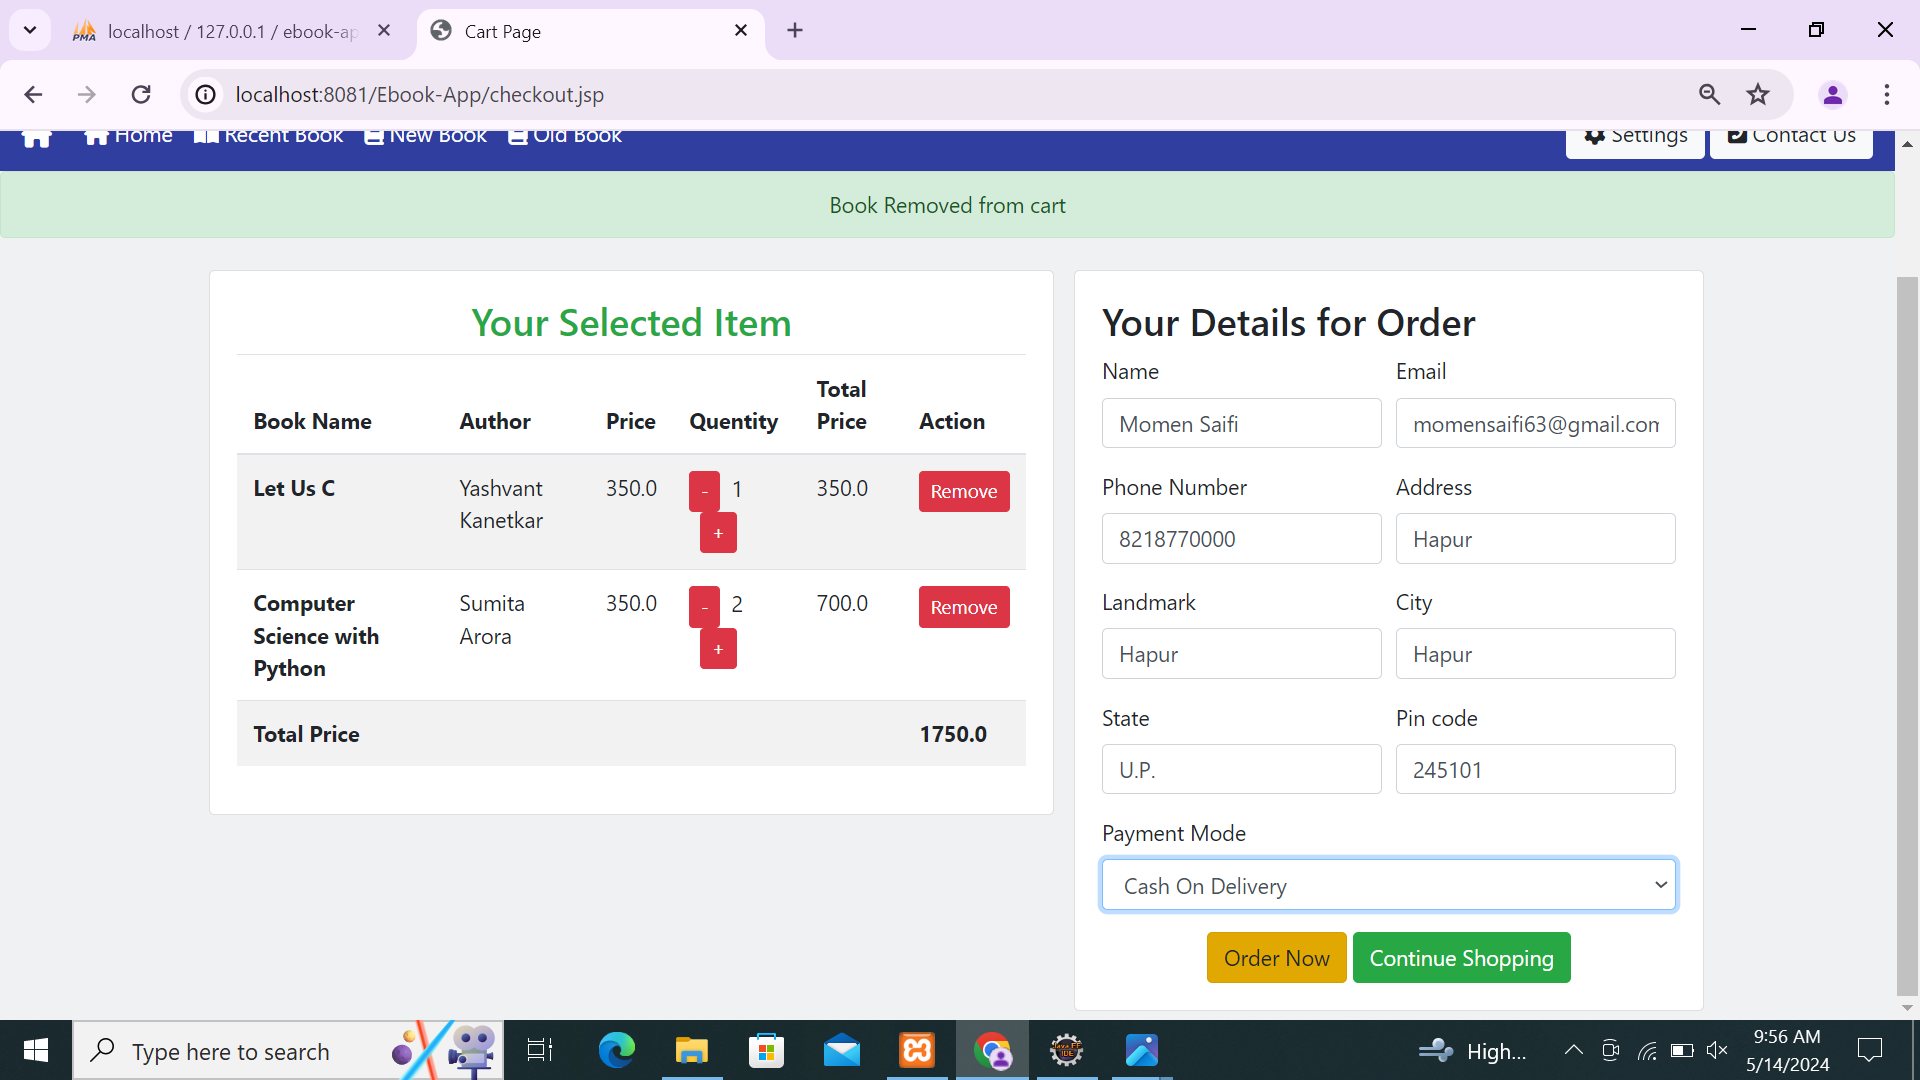 localhost / 127.0.0.1 / ebook-ap
Cart Page
localhost:8081/Ebook-App/checkout.jsp
Home
Recent Book
New Book
Old Book
Settings
Contact Us
Book Removed from cart
Your Selected Item
Book Name Author Price Quentity Total Price Action
Let Us C Yashvant Kanetkar 350.0 - 1 + 350.0 Remove
Computer Science with Python Sumita Arora 350.0 - 2 + 700.0 Remove
Total Price 1750.0
Your Details for Order
Name Email
Momen Saifi momensaifi63@gmail.com
Phone Number Address
8218770000 Hapur
Landmark City
Hapur Hapur
State Pin code
U.P. 245101
Payment Mode
Cash On Delivery
Order Now Continue Shopping
Type here to search
High...
9:56 AM
5/14/2024